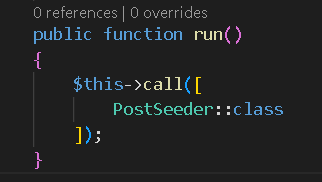 0 references | 0 overrides
public function run()
{
    $this->call([
        PostSeeder::class
    ]);
}